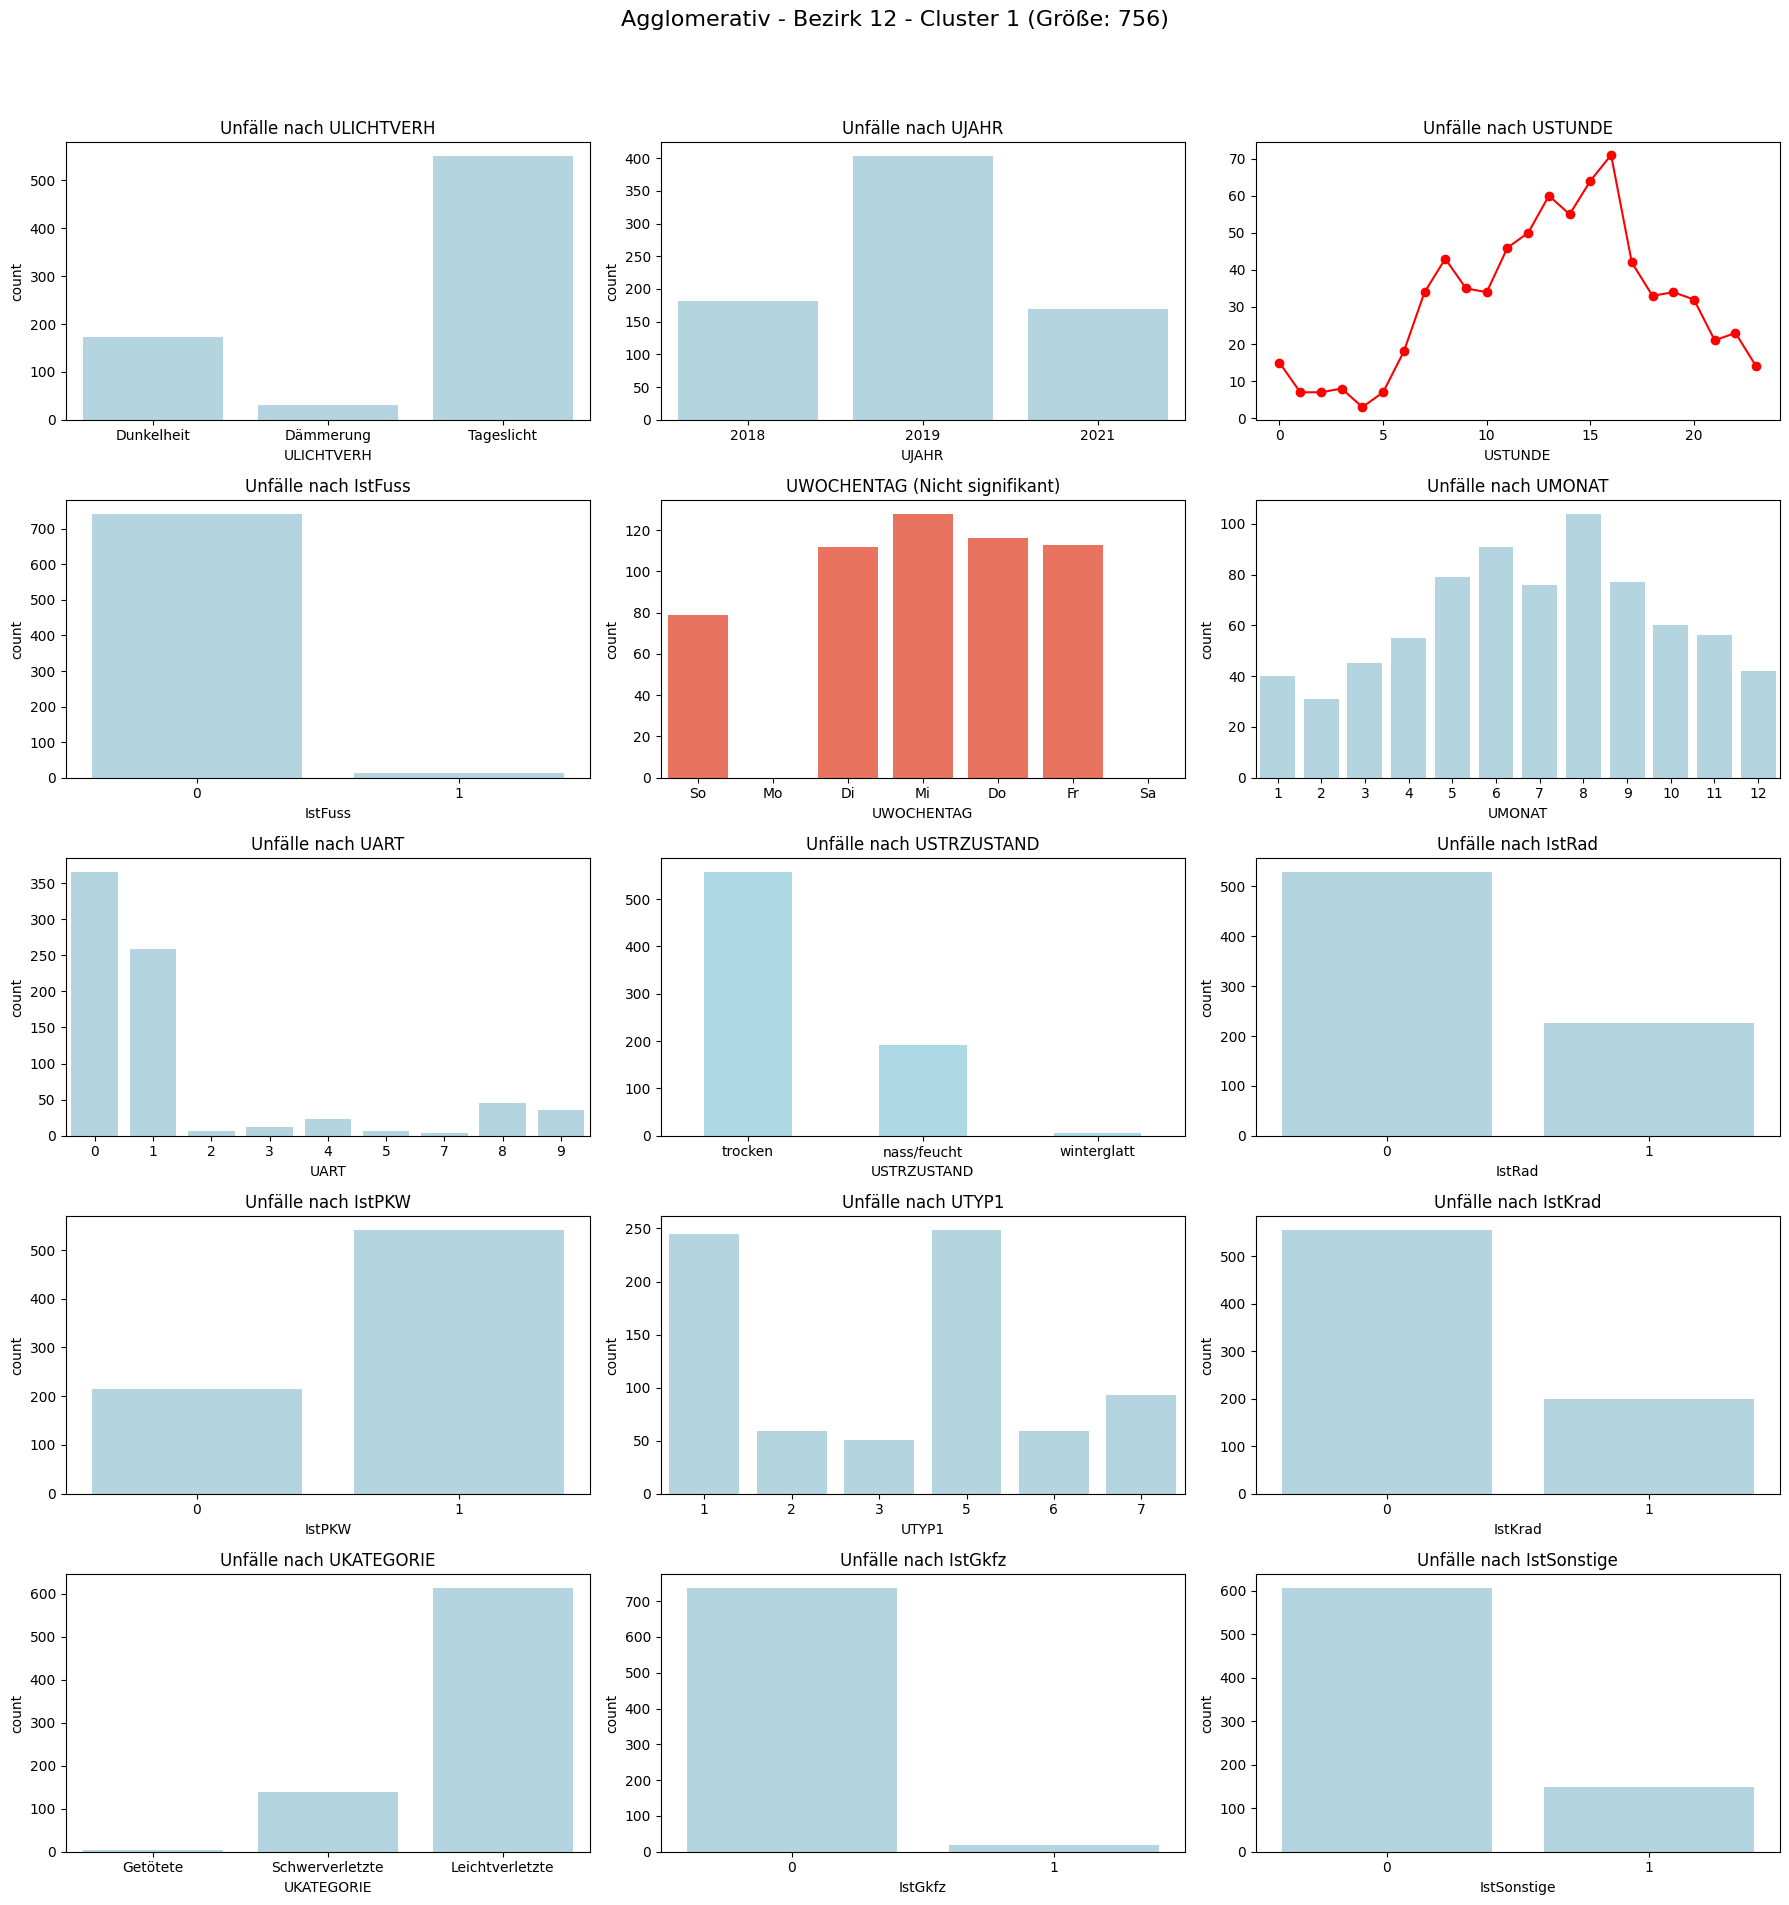 Agglomerativ - Bezirk 12 - Cluster 1 (Größe: 756)
Unfälle nach ULICHTVERH
500
400
300
200
100
0
count
Dunkelheit Dämmerung Tageslicht
ULICHTVERH
Unfälle nach UJAHR
400
350
300
250
200
150
100
50
0
count
2018 2019 2021
UJAHR
Unfälle nach USTUNDE
70
60
50
40
30
20
10
0
0 5 10 15 20
USTUNDE
Unfälle nach IstFuss
700
600
500
400
300
200
100
0
count
0 1
IstFuss
UWOCHENTAG (Nicht signifikant)
120
100
80
60
40
20
0
count
So Mo Di Mi Do Fr Sa
UWOCHENTAG
Unfälle nach UMONAT
100
80
60
40
20
0
count
1 2 3 4 5 6 7 8 9 10 11 12
UMONAT
Unfälle nach UART
350
300
250
200
150
100
50
0
count
0 1 2 3 4 5 7 8 9
UART
Unfälle nach USTRZUSTAND
500
400
300
200
100
0
trocken nass/feucht winterglatt
USTRZUSTAND
Unfälle nach IstRad
500
400
300
200
100
0
count
0 1
IstRad
Unfälle nach IstPKW
500
400
300
200
100
0
count
0 1
IstPKW
Unfälle nach UTYP1
250
200
150
100
50
0
count
1 2 3 5 6 7
UTYP1
Unfälle nach IstKrad
500
400
300
200
100
0
count
0 1
IstKrad
Unfälle nach UKATEGORIE
600
500
400
300
200
100
0
count
Getötete Schwerverletzte Leichtverletzte
UKATEGORIE
Unfälle nach IstGkfz
700
600
500
400
300
200
100
0
count
0 1
IstGkfz
Unfälle nach IstSonstige
600
500
400
300
200
100
0
count
0 1
IstSonstige